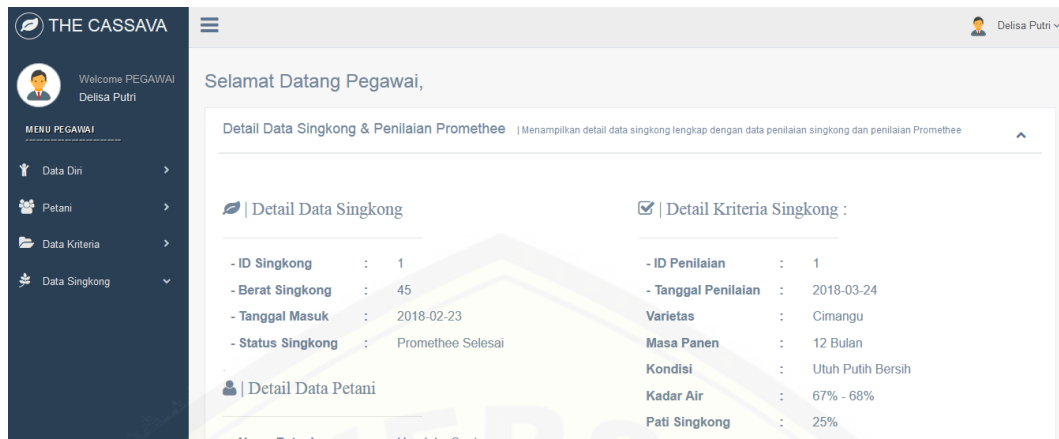 THE CASSAVA
Delisa Putri
Welcome PEGAWAI
Delisa Putri
MENU PEGAWAI
Data Diri
Petani
Data Kriteria
Data Singkong
Selamat Datang Pegawai,
Detail Data Singkong & Penilaian Promethee | Menampilkan detail data singkong lengkap dengan data penilaian singkong dan penilaian Promethee
| Detail Data Singkong
- ID Singkong : 1
- Berat Singkong : 45
- Tanggal Masuk : 2018-02-23
- Status Singkong : Promethee Selesai
| Detail Data Petani
| Detail Kriteria Singkong :
- ID Penilaian : 1
- Tanggal Penilaian : 2018-03-24
Varietas : Cimangu
Masa Panen : 12 Bulan
Kondisi : Utuh Putih Bersih
Kadar Air : 67% - 68%
Pati Singkong : 25%